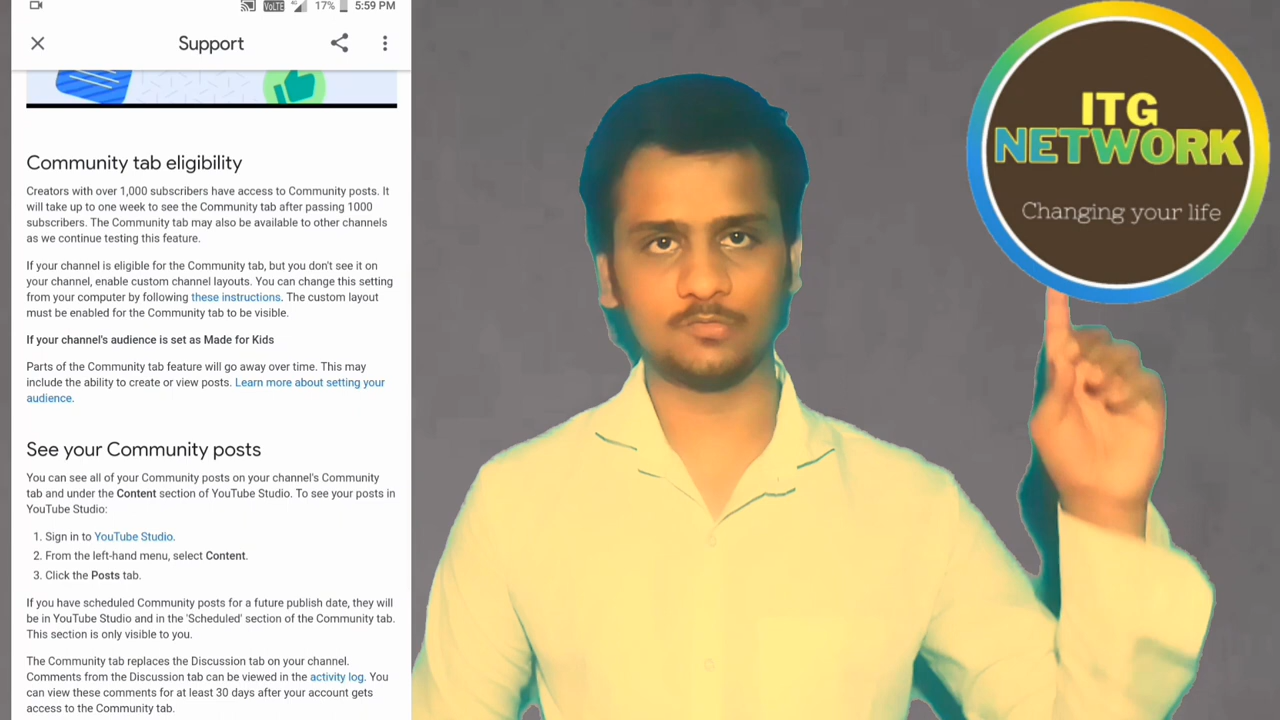 VoLTE 4G 17% 5:59 PM
Support
Community tab eligibility
Creators with over 1,000 subscribers have access to Community posts. It
will take up to one week to see the Community tab after passing 1000
subscribers. The Community tab may also be available to other channels
as we continue testing this feature.
If your channel is eligible for the Community tab, but you don't see it on
your channel, enable custom channel layouts. You can change this setting
from your computer by following these instructions. The custom layout
must be enabled for the Community tab to be visible.
If your channel's audience is set as Made for Kids
Parts of the Community tab feature will go away over time. This may
include the ability to create or view posts. Learn more about setting your
audience.
See your Community posts
You can see all of your Community posts on your channel's Community
tab and under the Content section of YouTube Studio. To see your posts in
YouTube Studio:
1. Sign in to YouTube Studio.
2. From the left-hand menu, select Content.
3. Click the Posts tab.
If you have scheduled Community posts for a future publish date, they will
be in YouTube Studio and in the 'Scheduled' section of the Community tab.
This section is only visible to you.
The Community tab replaces the Discussion tab on your channel.
Comments from the Discussion tab can be viewed in the activity log. You
can view these comments for at least 30 days after your account gets
access to the Community tab.
ITG
NETWORK
Changing your life